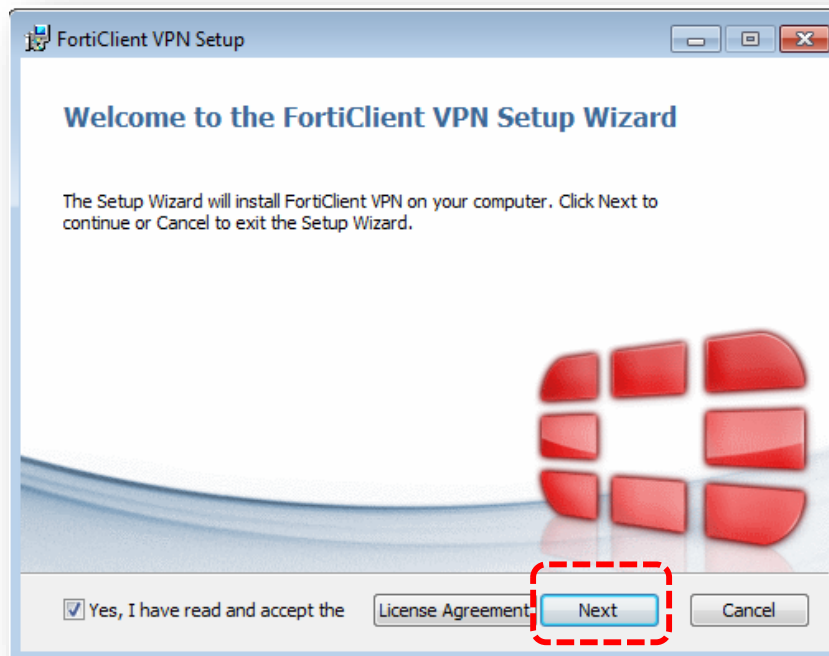 FortiClient VPN Setup
Welcome to the FortiClient VPN Setup Wizard
The Setup Wizard will install FortiClient VPN on your computer. Click Next to
continue or Cancel to exit the Setup Wizard.
Yes, I have read and accept the License Agreement Next Cancel